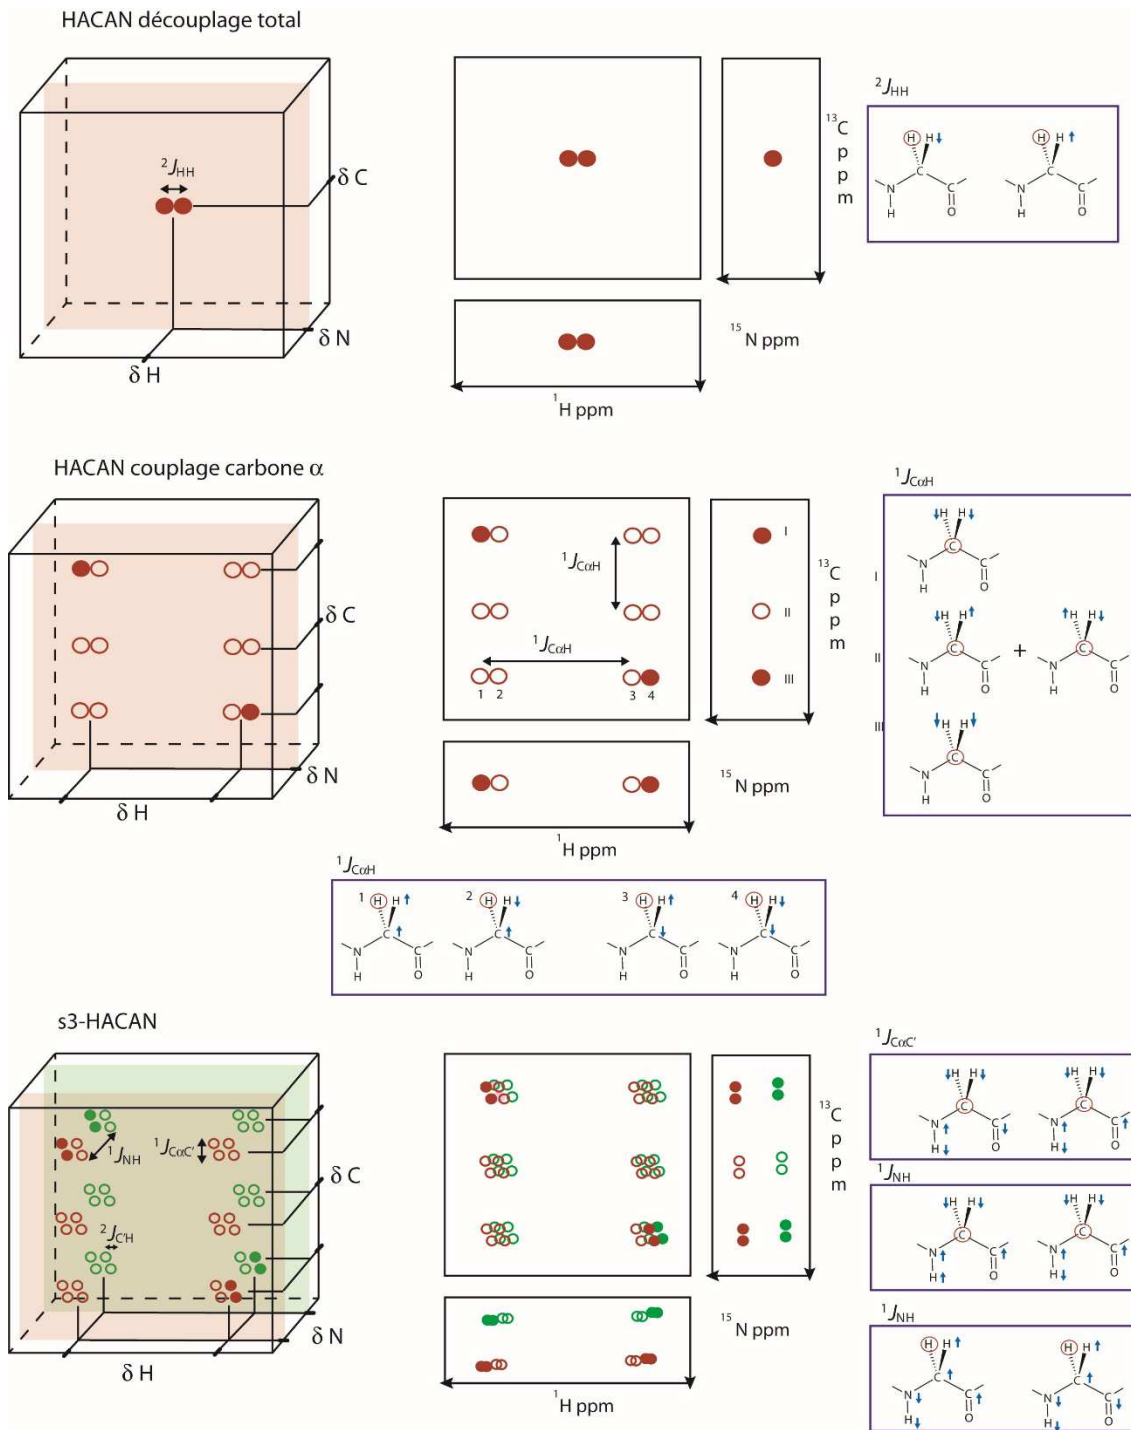 HACAN découplage total
²J_HH
δ C
δ N
δ H
¹³C
p
p
m
¹⁵N ppm
¹H ppm
²J_HH
H H
N C C
H O
H H
N C C
H O
HACAN couplage carbone α
δ C
δ N
δ H
¹J_CαH
¹J_CαH
1 2 3 4
I
II
III
¹³C
p
p
m
¹⁵N ppm
¹H ppm
¹J_CαH
I
H H
N C C
H O
II
H H
N C C
H O
+
H H
N C C
H O
III
H H
N C C
H O
¹J_CαH
1 H H
N C C
H O
2 H H
N C C
H O
3 H H
N C C
H O
4 H H
N C C
H O
s3-HACAN
¹J_NH
¹J_CαC'
²J_C'H
δ C
δ N
δ H
¹³C
p
p
m
¹⁵N ppm
¹H ppm
¹J_CαC'
H H
N C C
H O
H H
N C C
H O
¹J_NH
H H
N C C
H O
H H
N C C
H O
¹J_NH
H H
N C C
H O
H H
N C C
H O